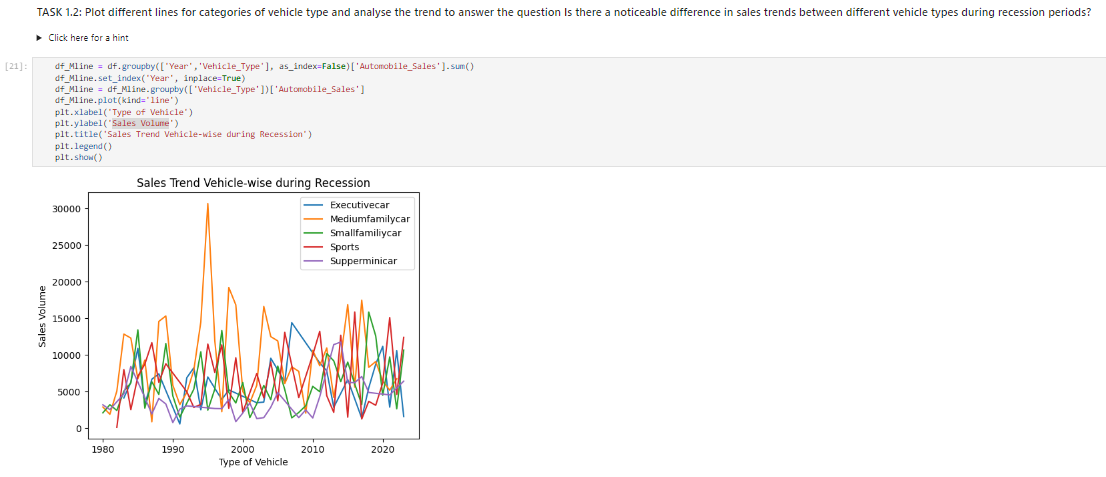 TASK 1.2: Plot different lines for categories of vehicle type and analyse the trend to answer the question Is there a noticeable difference in sales trends between different vehicle types during recession periods?
▶ Click here for a hint
[21]:
df_Mline = df.groupby(['Year','Vehicle_Type'], as_index=False)['Automobile_Sales'].sum()
df_Mline.set_index('Year', inplace=True)
df_Mline = df_Mline.groupby(['Vehicle_Type'])['Automobile_Sales']
df_Mline.plot(kind='line')
plt.xlabel('Type of Vehicle')
plt.ylabel('Sales Volume')
plt.title('Sales Trend Vehicle-wise during Recession')
plt.legend()
plt.show()
Sales Trend Vehicle-wise during Recession
Executivecar
Mediumfamilycar
Smallfamiliycar
Sports
Supperminicar
30000
25000
20000
15000
10000
5000
0
Sales Volume
1980 1990 2000 2010 2020
Type of Vehicle